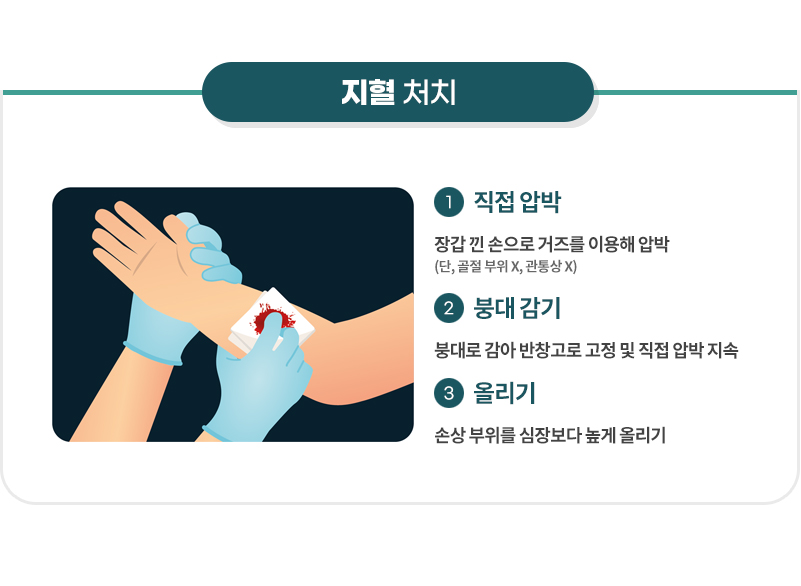 지혈 처치
1 직접 압박
장갑 낀 손으로 거즈를 이용해 압박
(단, 골절 부위 X, 관통상 X)
2 붕대 감기
붕대로 감아 반창고로 고정 및 직접 압박 지속
3 올리기
손상 부위를 심장보다 높게 올리기